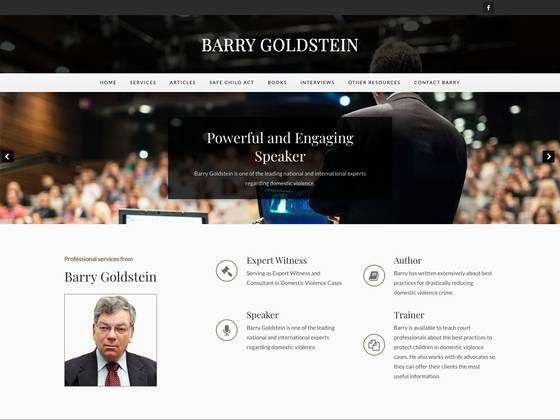 BARRY GOLDSTEIN
HOME SERVICES ARTICLES SAFE CHILD ACT BOOKS INTERVIEWS OTHER RESOURCES CONTACT BARRY
Powerful and Engaging
Speaker
Barry Goldstein is one of the leading national and international experts
regarding domestic violence.
Professional services from
Barry Goldstein
Expert Witness
Serving as Expert Witness and
Consultant in Domestic Violence Cases
Author
Barry has written extensively about best
practices for drastically reducing
domestic violence crime.
Speaker
Barry Goldstein is one of the leading
national and international experts
regarding domestic violence.
Trainer
Barry is available to teach court
professionals about the best practices to
protect children in domestic violence
cases. He also works with dv advocates so
they can offer their clients the most
useful information.